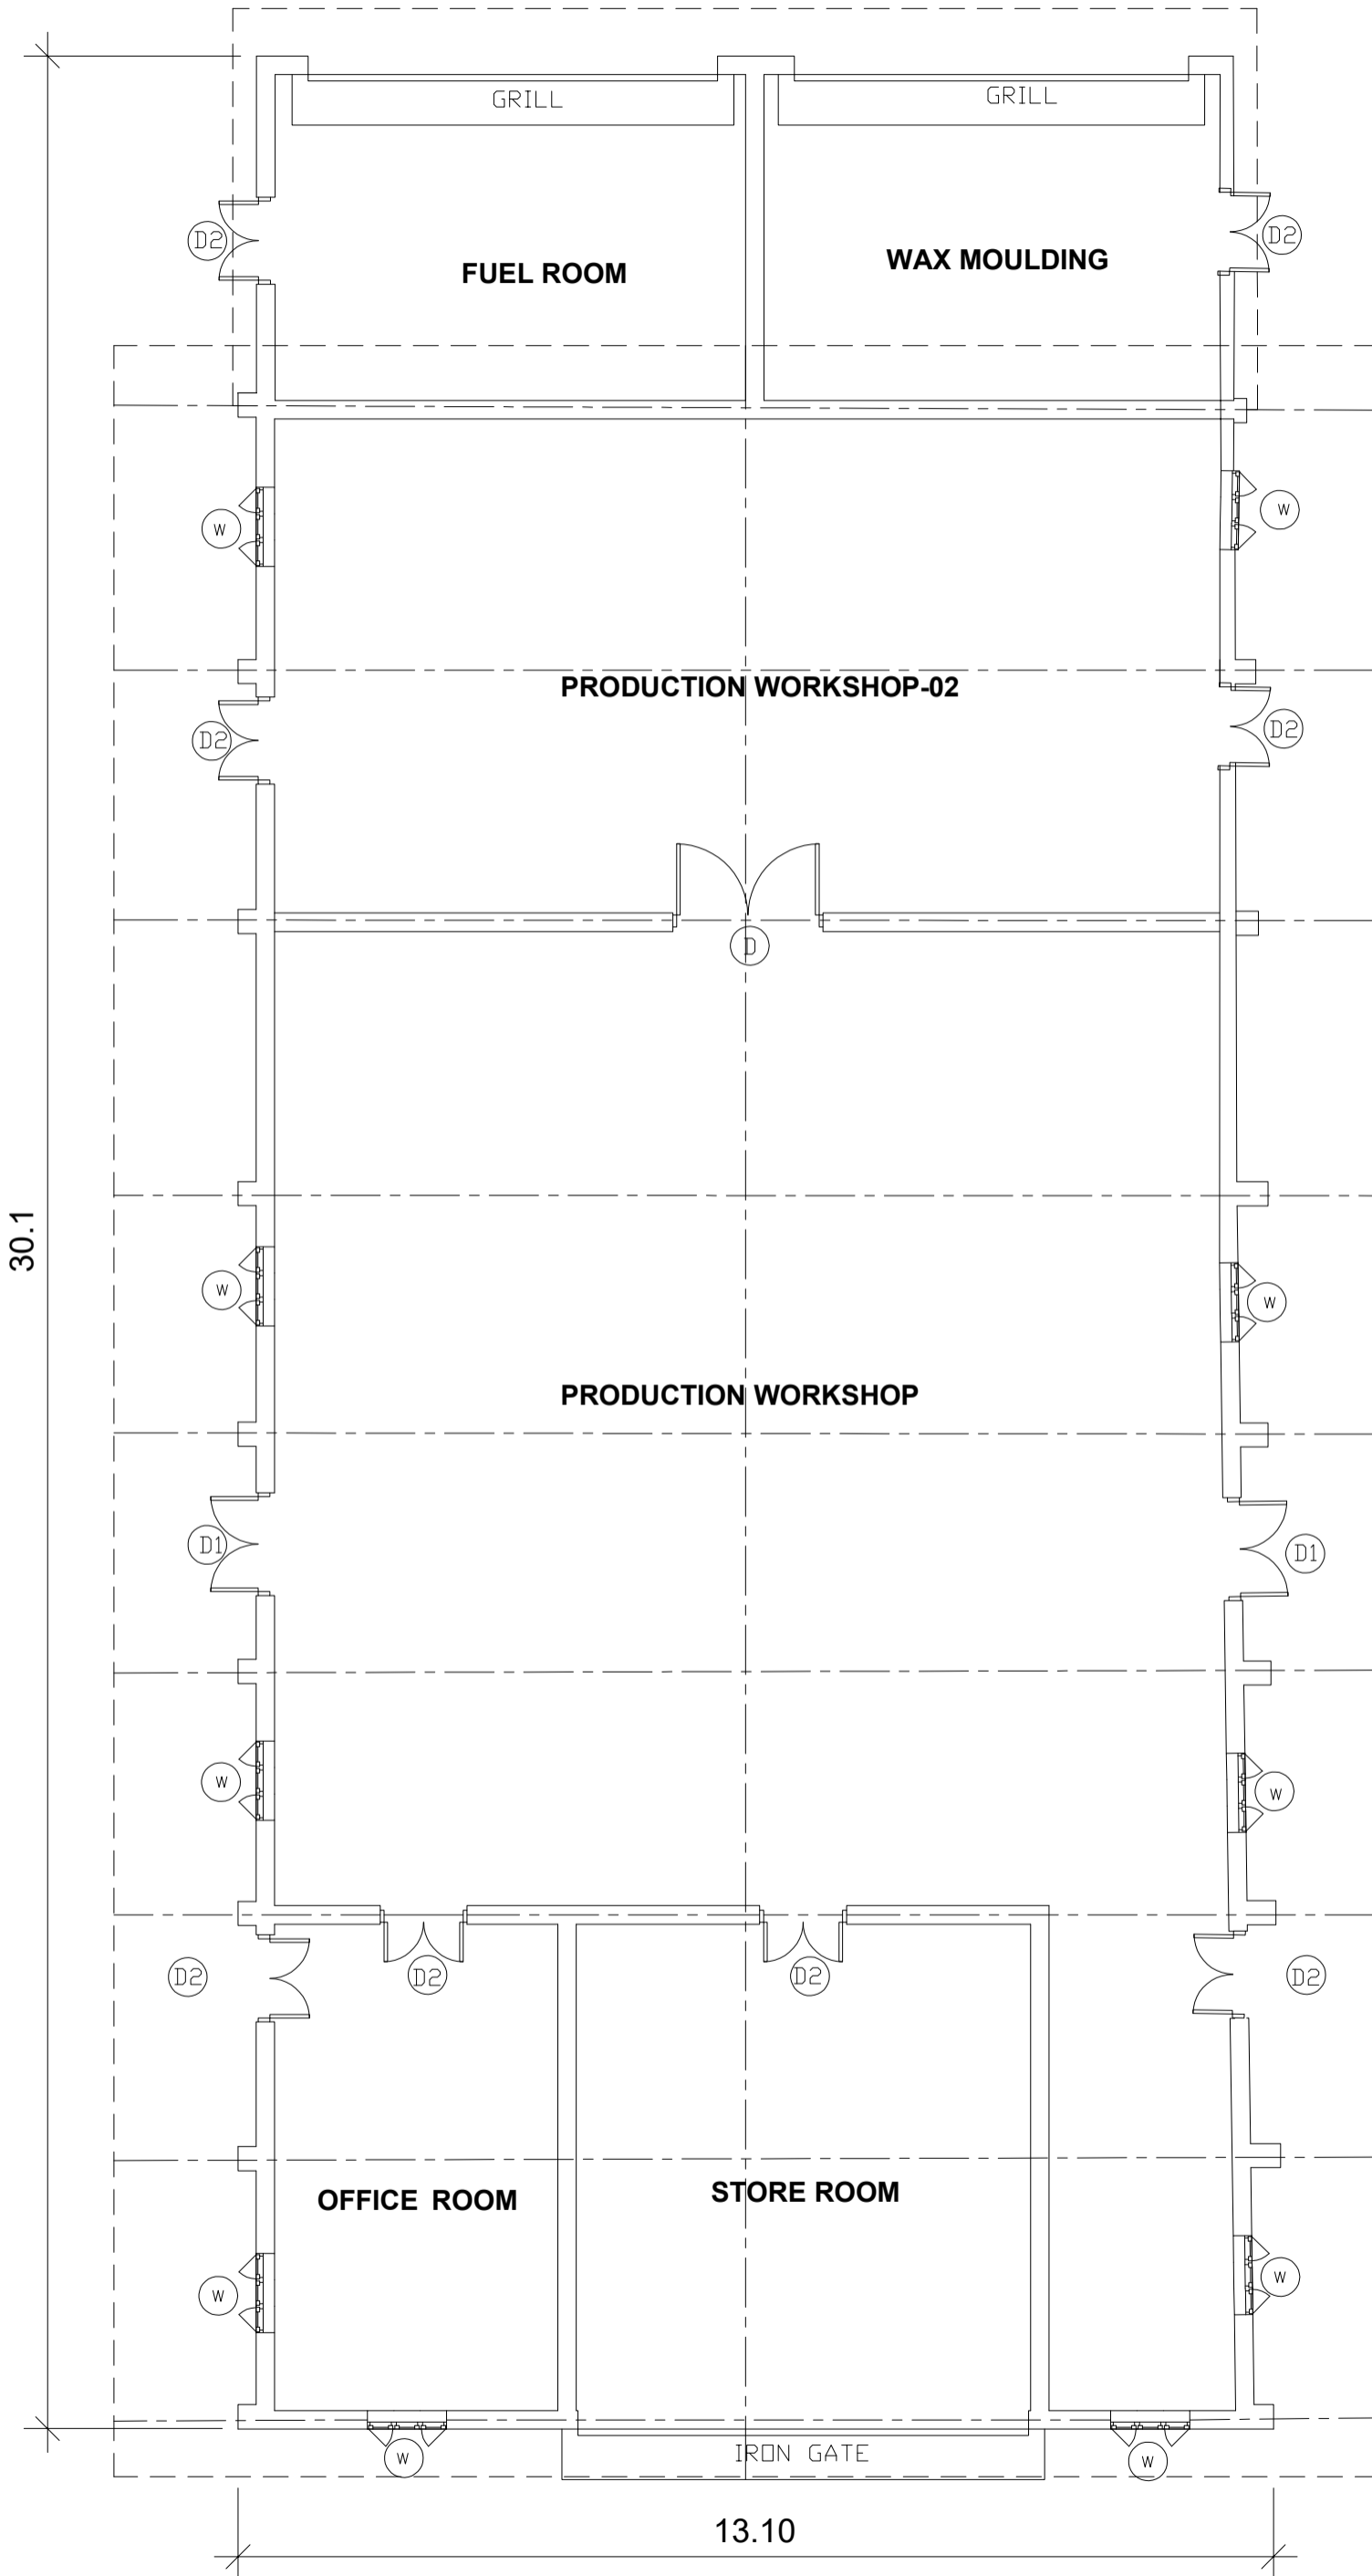 GRILL
GRILL
D2
D2
FUEL ROOM
WAX MOULDING
W
W
PRODUCTION WORKSHOP-02
D2
D2
D
30.1
W
W
PRODUCTION WORKSHOP
D1
D1
W
W
D2
D2
D2
D2
OFFICE ROOM
STORE ROOM
W
W
IRON GATE
W
W
13.10